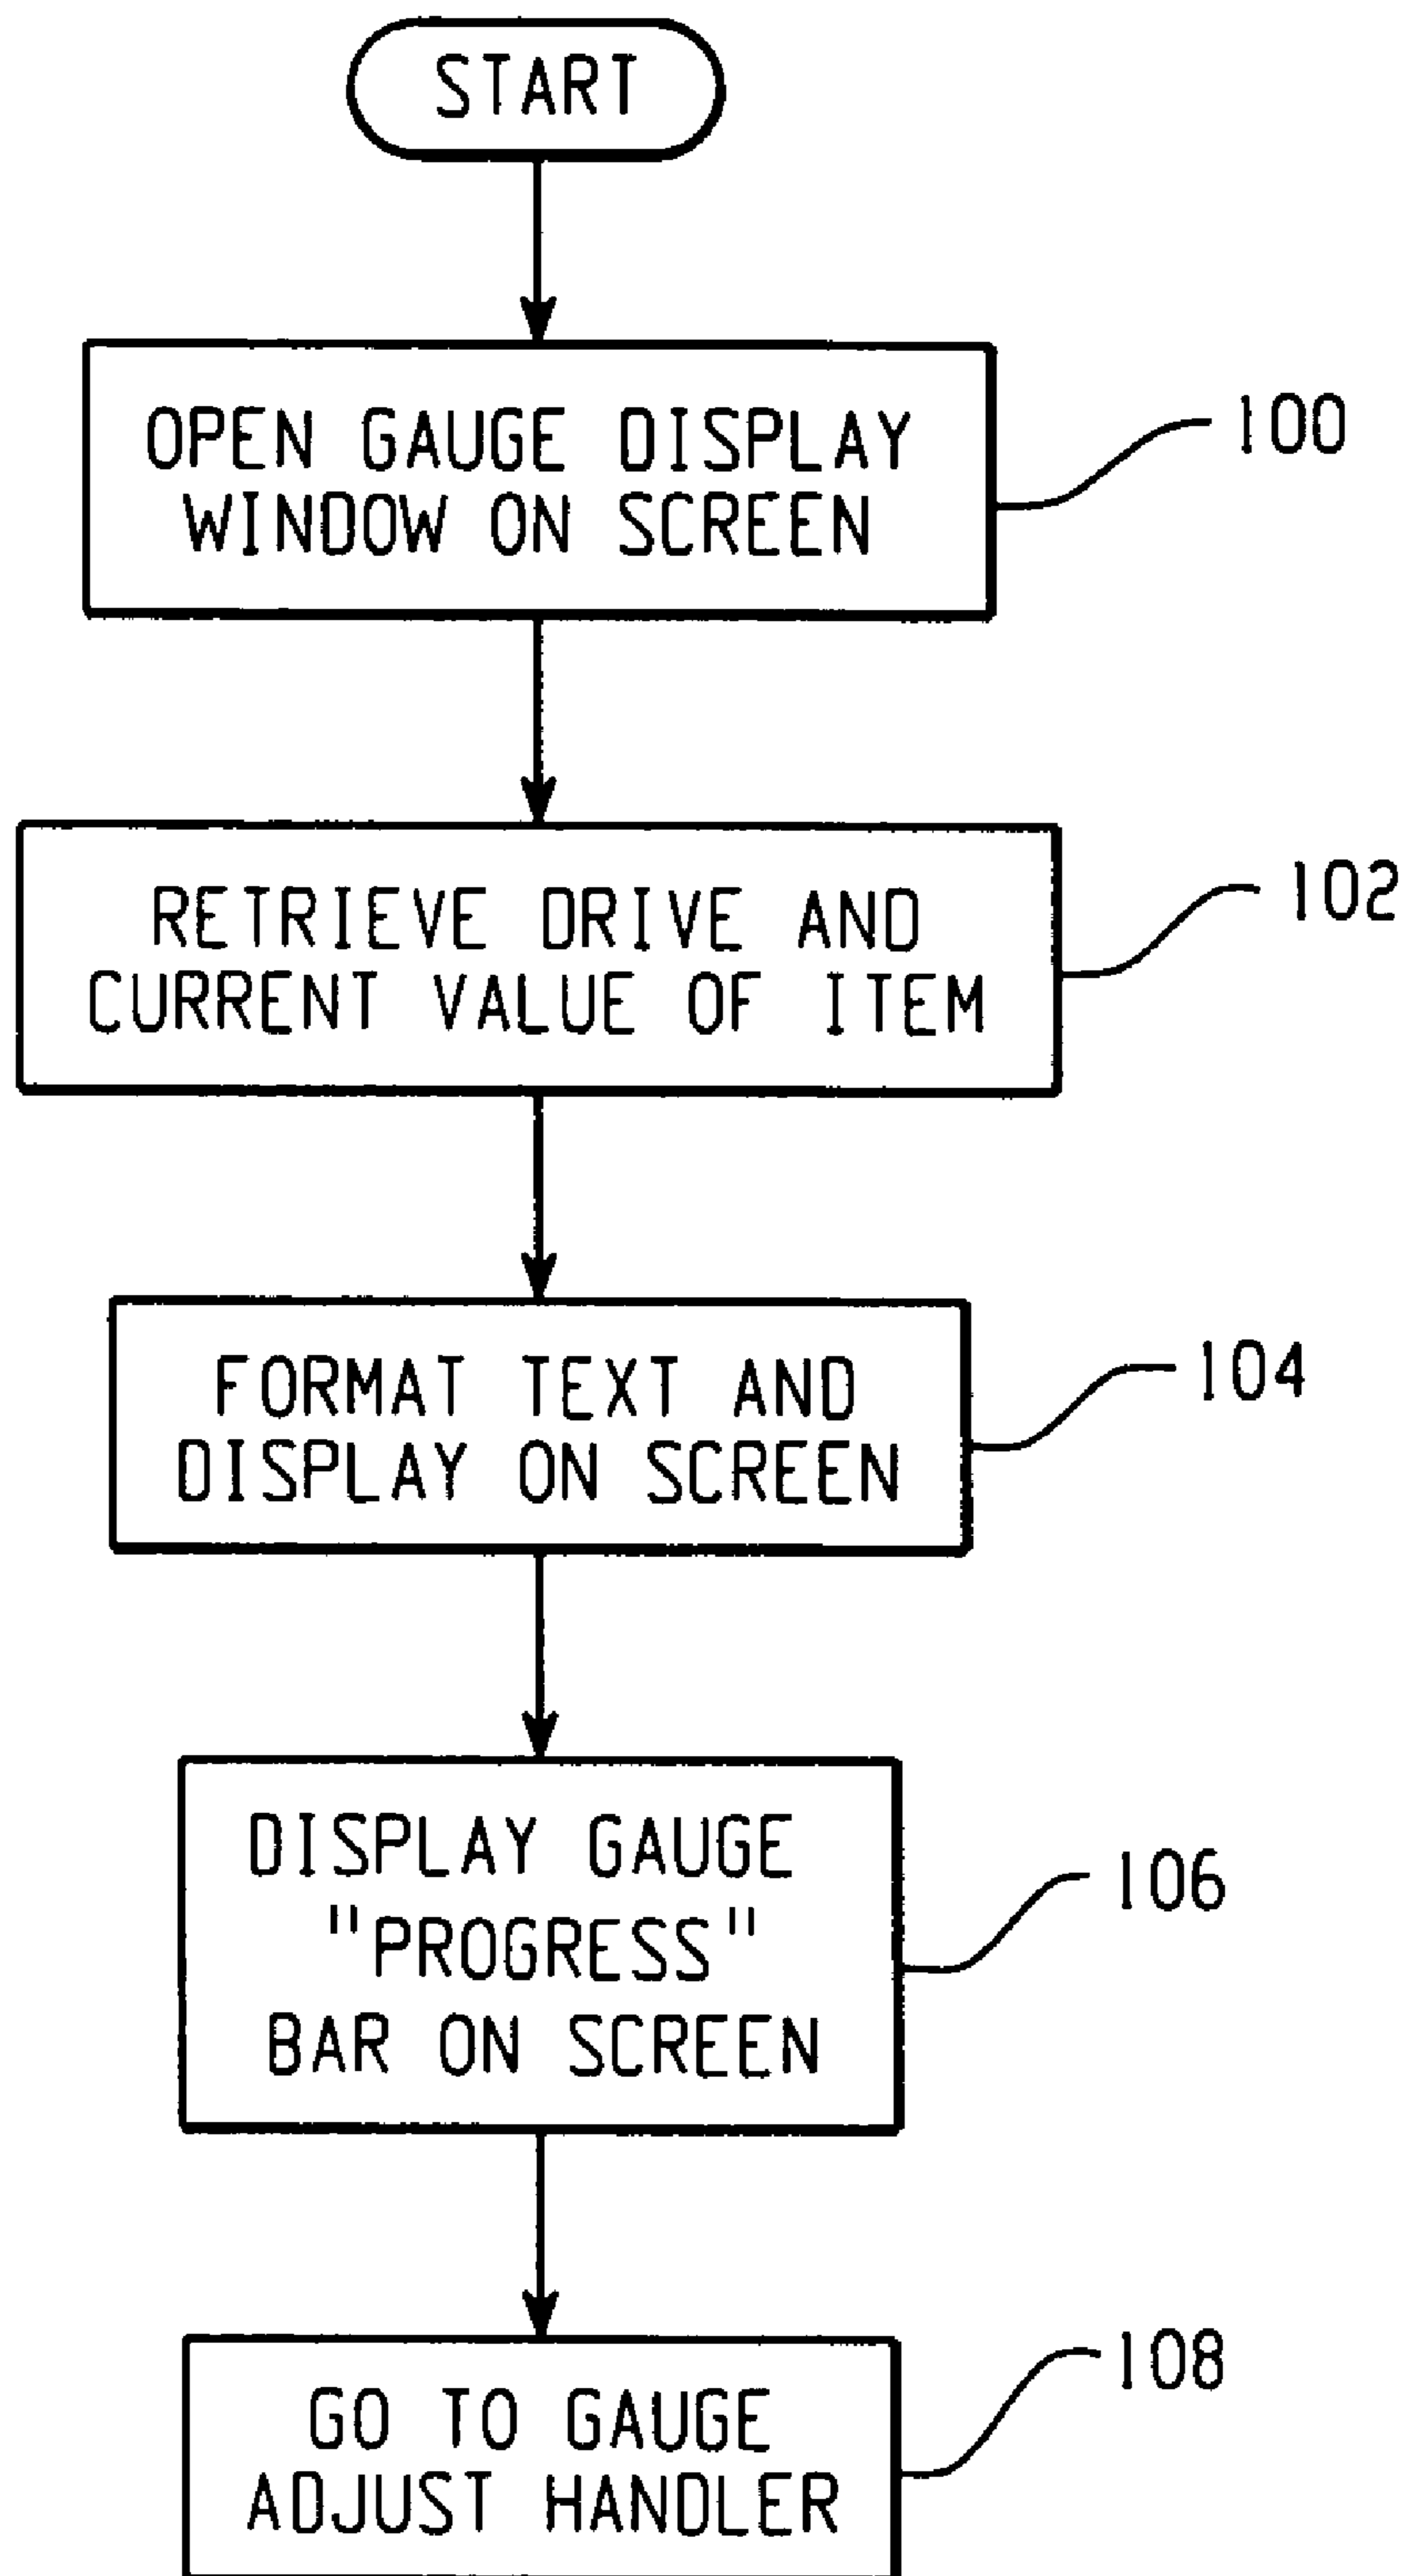 START
OPEN GAUGE DISPLAY
WINDOW ON SCREEN
100
RETRIEVE DRIVE AND
CURRENT VALUE OF ITEM
102
FORMAT TEXT AND
DISPLAY ON SCREEN
104
DISPLAY GAUGE
"PROGRESS"
BAR ON SCREEN
106
GO TO GAUGE
ADJUST HANDLER
108